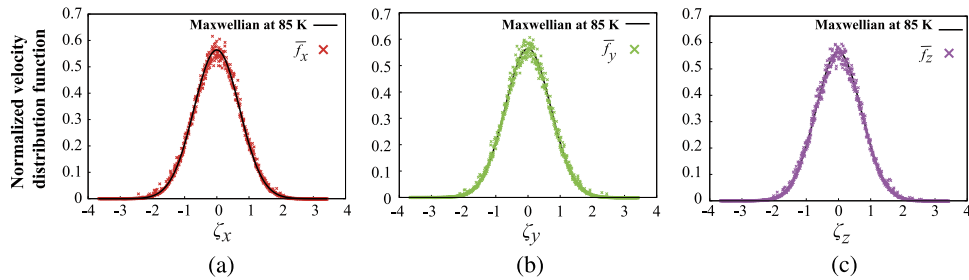 Normalized velocity
distribution function
Maxwellian at 85 K
f̅x
0.7
0.6
0.5
0.4
0.3
0.2
0.1
0
-4 -3 -2 -1 0 1 2 3 4
ζx
(a)
Maxwellian at 85 K
f̅y
0.7
0.6
0.5
0.4
0.3
0.2
0.1
0
-4 -3 -2 -1 0 1 2 3 4
ζy
(b)
Maxwellian at 85 K
f̅z
0.7
0.6
0.5
0.4
0.3
0.2
0.1
0
-4 -3 -2 -1 0 1 2 3 4
ζz
(c)